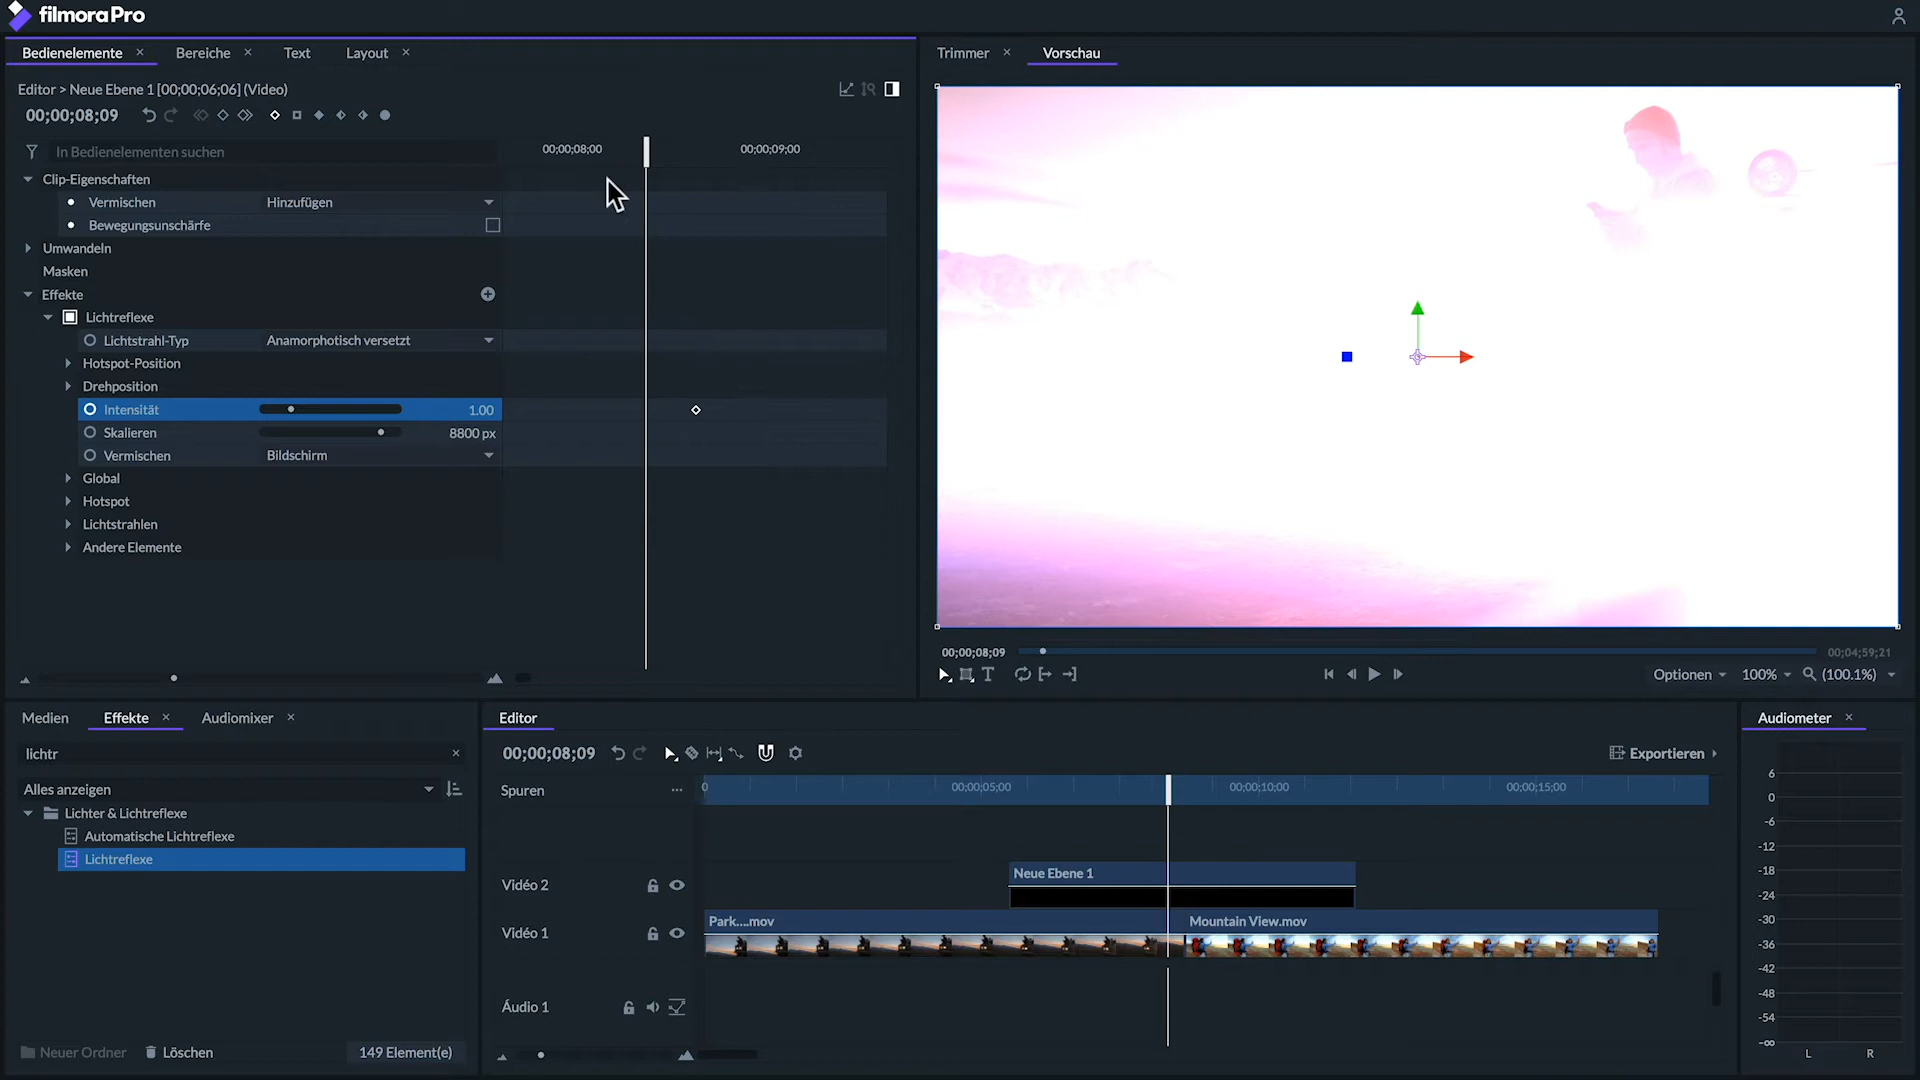 filmoraPro
Bedienelemente
Bereiche
Text
Layout
Trimmer
Vorschau
Editor > Neue Ebene 1 [00;00;06;06] (Video)
00;00;08;09
In Bedienelementen suchen
00;00;08;00
00;00;09;00
Clip-Eigenschaften
Vermischen
Hinzufügen
Bewegungsunschärfe
Umwandeln
Masken
Effekte
Lichtreflexe
Lichtstrahl-Typ
Anamorphotisch versetzt
Hotspot-Position
Drehposition
Intensität
1.00
Skalieren
8800 px
Vermischen
Bildschirm
Global
Hotspot
Lichtstrahlen
Andere Elemente
00;00;08;09
00;04;59;21
Optionen
100%
(100.1%)
Medien
Effekte
Audiomixer
lichtr
Alles anzeigen
Lichter & Lichtreflexe
Automatische Lichtreflexe
Lichtreflexe
Neuer Ordner
Löschen
149 Element(e)
Editor
00;00;08;09
Exportieren
Spuren
0
00;00;05;00
00;00;10;00
00;00;15;00
Vidéo 2
Neue Ebene 1
Vidéo 1
Park....mov
Mountain View.mov
Áudio 1
Audiometer
6
0
-6
-12
-18
-24
-30
-36
-42
-48
-54
-∞
L
R